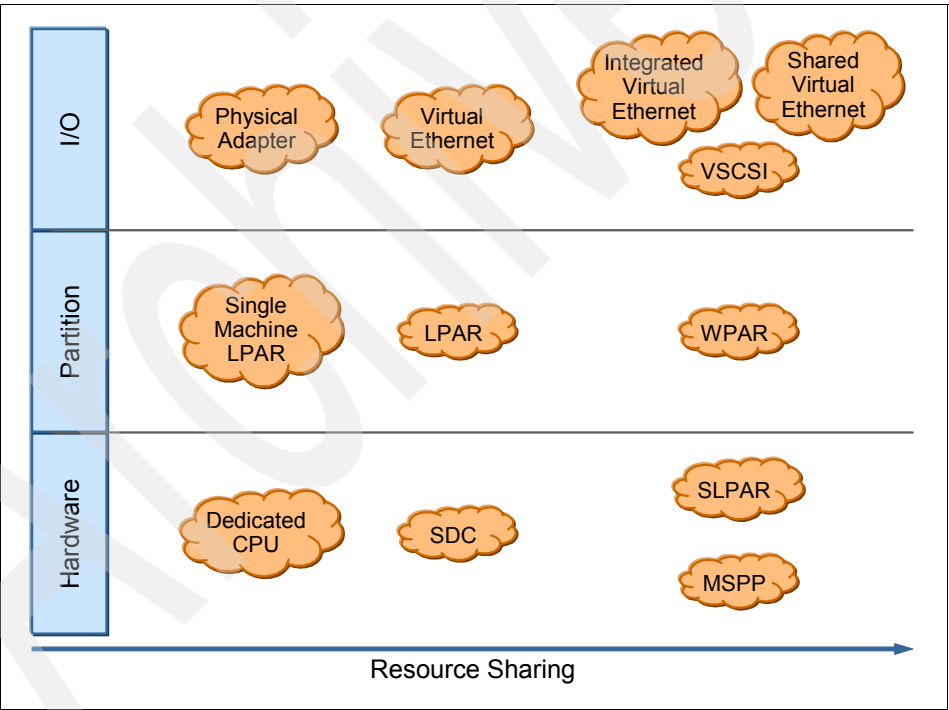 I/O
Physical
Adapter
Virtual
Ethernet
Integrated
Virtual
Ethernet
Shared
Virtual
Ethernet
VSCSI
Partition
Single
Machine
LPAR
LPAR
WPAR
Hardware
Dedicated
CPU
SDC
SLPAR
MSPP
Resource Sharing